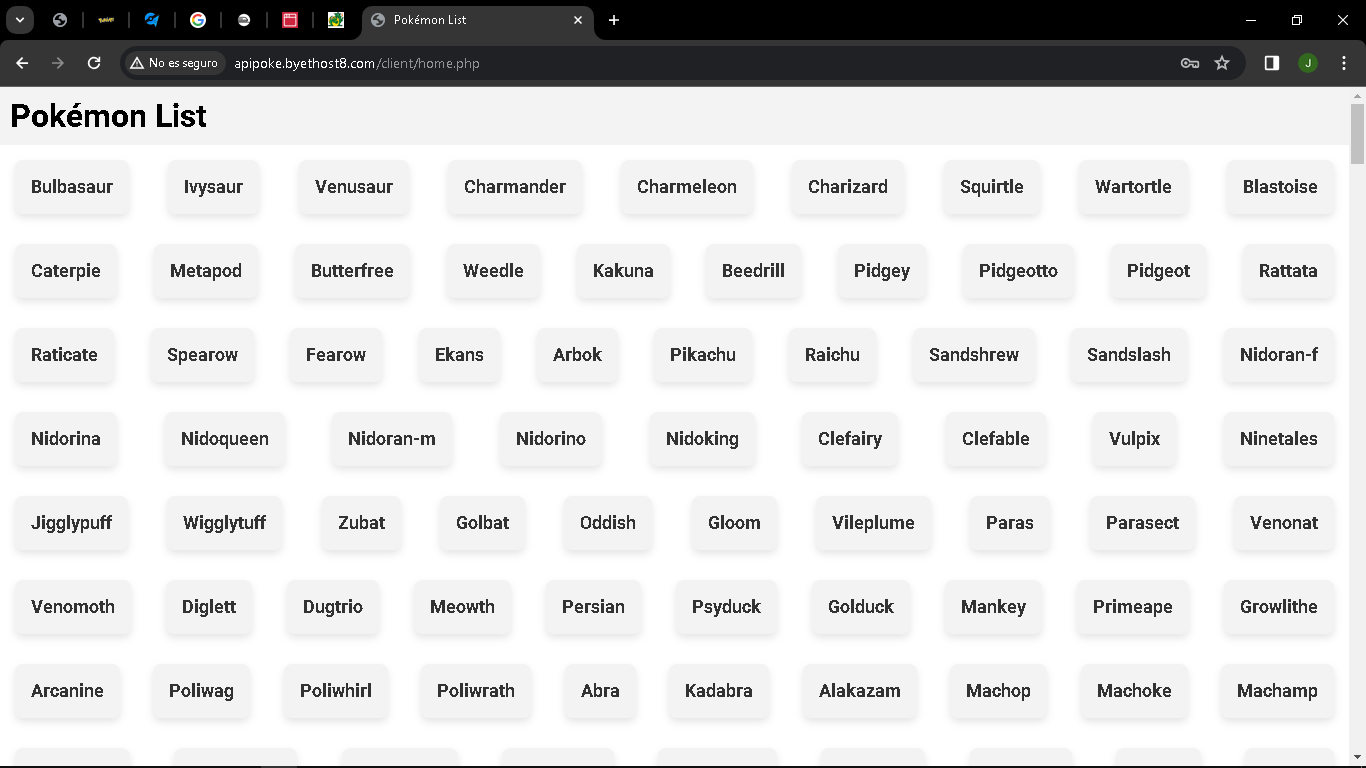 Pokémon List
No es seguro apipoke.byethost8.com/client/home.php J
Pokémon List
Bulbasaur Ivysaur Venusaur Charmander Charmeleon Charizard Squirtle Wartortle Blastoise
Caterpie Metapod Butterfree Weedle Kakuna Beedrill Pidgey Pidgeotto Pidgeot Rattata
Raticate Spearow Fearow Ekans Arbok Pikachu Raichu Sandshrew Sandslash Nidoran-f
Nidorina Nidoqueen Nidoran-m Nidorino Nidoking Clefairy Clefable Vulpix Ninetales
Jigglypuff Wigglytuff Zubat Golbat Oddish Gloom Vileplume Paras Parasect Venonat
Venomoth Diglett Dugtrio Meowth Persian Psyduck Golduck Mankey Primeape Growlithe
Arcanine Poliwag Poliwhirl Poliwrath Abra Kadabra Alakazam Machop Machoke Machamp